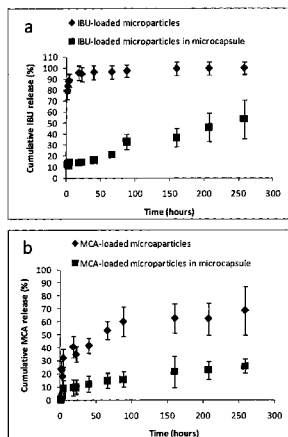 a
◆ IBU-loaded microparticles
■ IBU-loaded microparticles in microcapsule
Cumulative IBU release (%)
110
100
90
80
70
60
50
40
30
20
10
0
0 50 100 150 200 250 300
Time (hours)
b
◆ MCA-loaded microaparticles
■ MCA-loaded microparticles in microcapsule
Cumulative MCA release (%)
100
90
80
70
60
50
40
30
20
10
0
0 50 100 150 200 250 300
Time (hours)